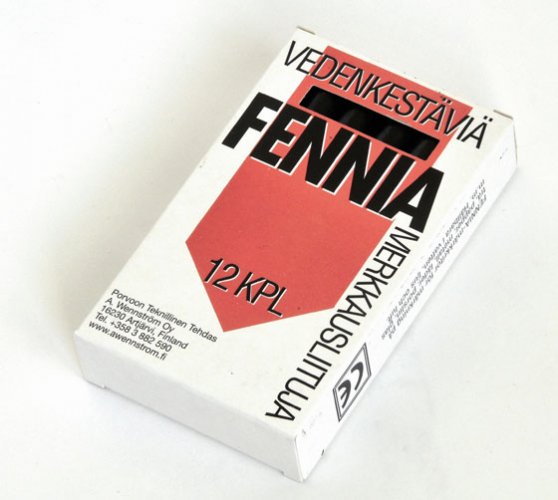 VEDENKESTÄVIÄ
FENNIA
MERKKAUSLIITUJA
12 KPL
Porvoon Teknillinen Tehdas
A. Wennström Oy
16230 Artjärvi, Finland
Tel. +358 3 882 590
www.awennstrom.fi
CE